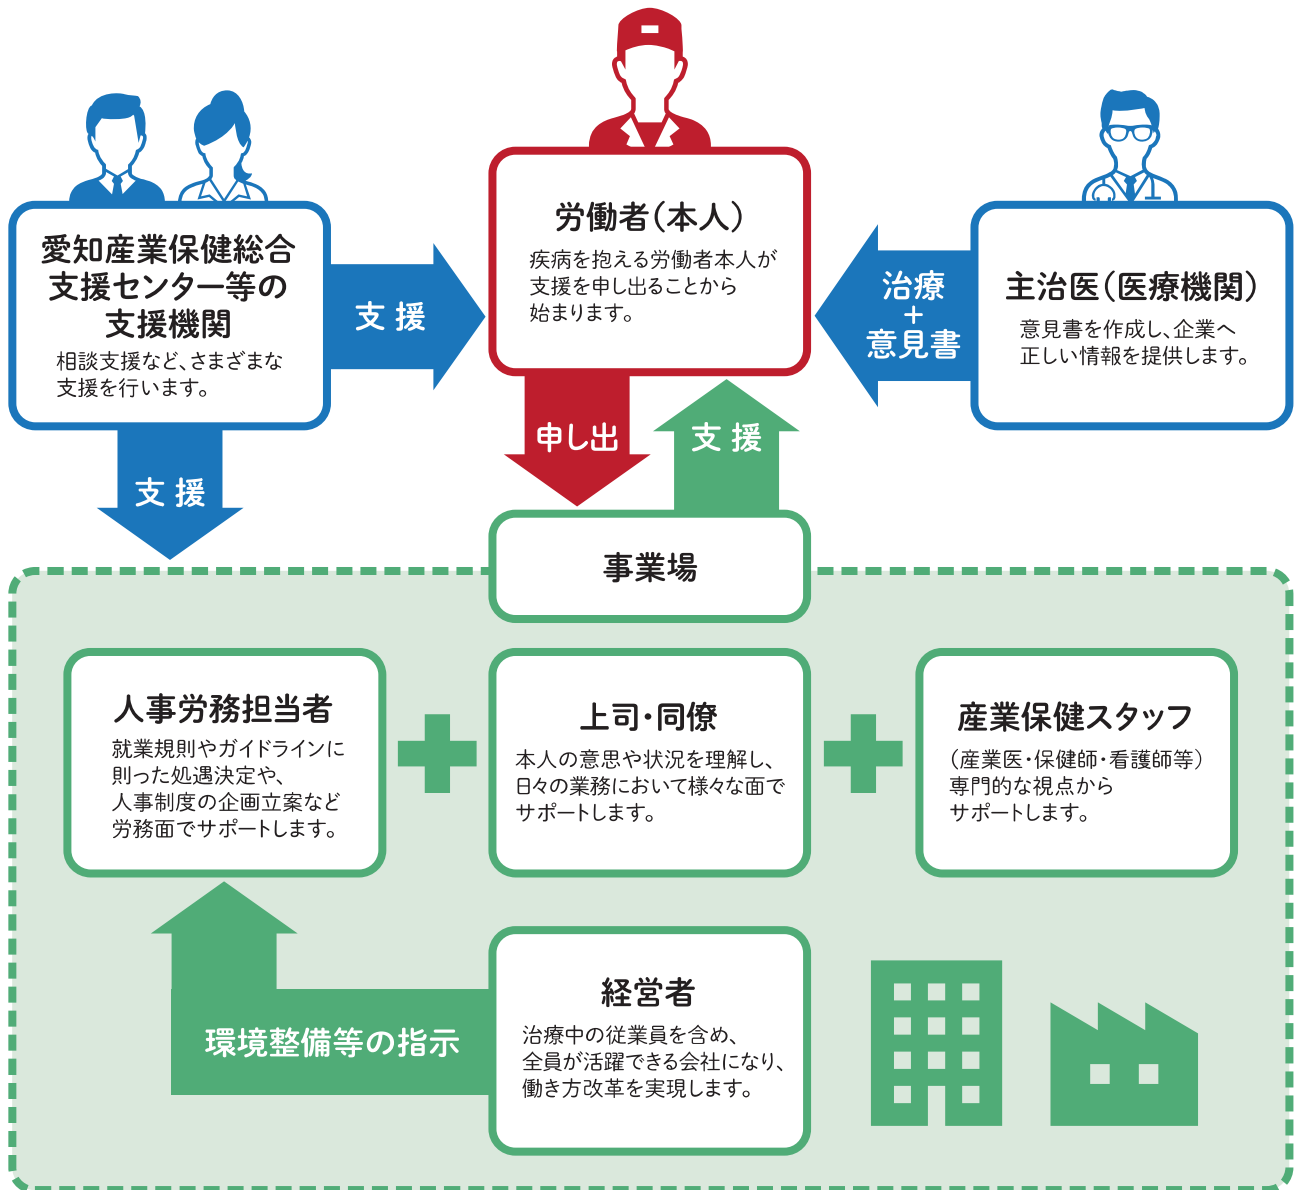 労働者(本人)
疾病を抱える労働者本人が
支援を申し出ることから
始まります。
愛知産業保健総合
支援センター等の
支援機関
相談支援など、さまざまな
支援を行います。
支援
治療
+
意見書
主治医(医療機関)
意見書を作成し、企業へ
正しい情報を提供します。
支援
申し出
支援
事業場
人事労務担当者
就業規則やガイドラインに
則った処遇決定や、
人事制度の企画立案など
労務面でサポートします。
上司・同僚
本人の意思や状況を理解し、
日々の業務において様々な面で
サポートします。
産業保健スタッフ
(産業医・保健師・看護師等)
専門的な視点から
サポートします。
環境整備等の指示
経営者
治療中の従業員を含め、
全員が活躍できる会社になり、
働き方改革を実現します。